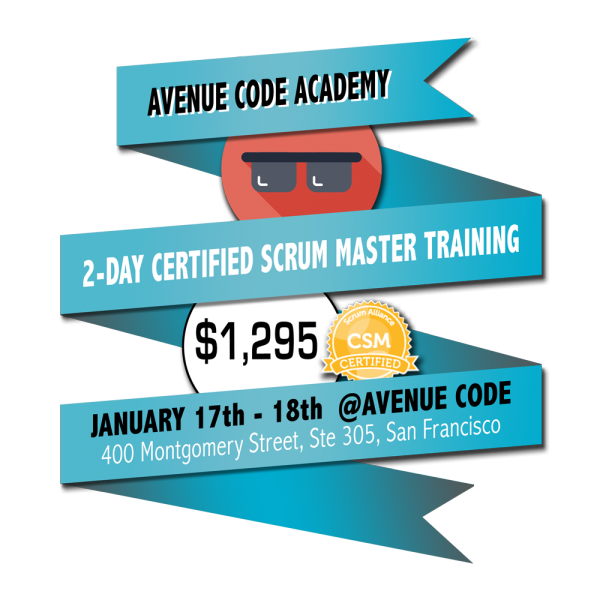 AVENUE CODE ACADEMY
2-DAY CERTIFIED SCRUM MASTER TRAINING
$1,295
Scrum Alliance
CSM
CERTIFIED
JANUARY 17th - 18th @AVENUE CODE
400 Montgomery Street, Ste 305, San Francisco